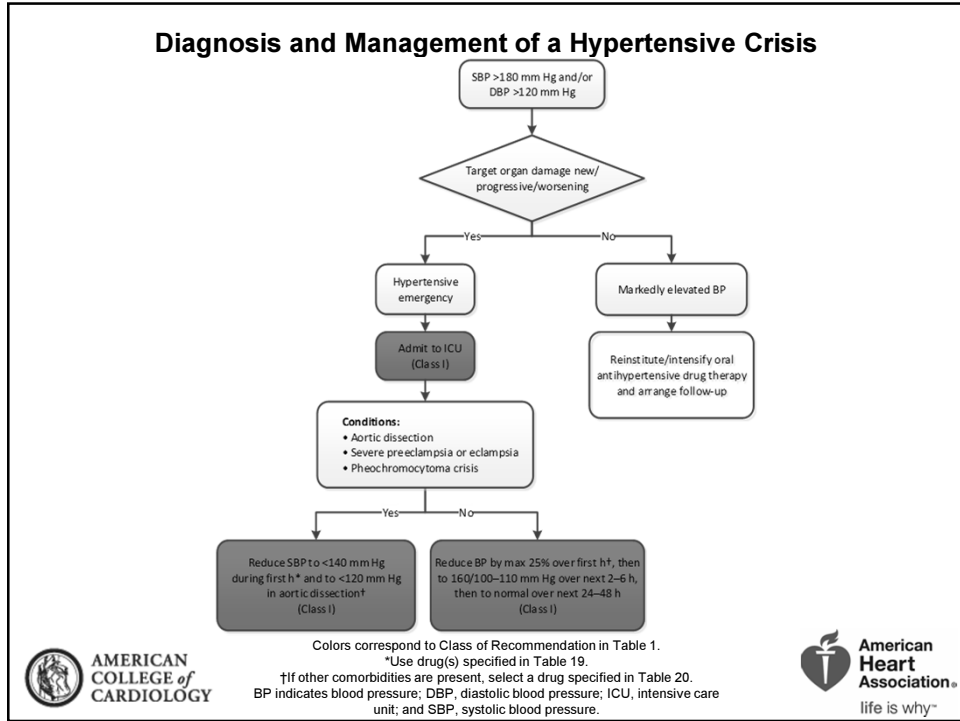 Diagnosis and Management of a Hypertensive Crisis
SBP >180 mm Hg and/or
DBP >120 mm Hg
Target organ damage new/
progressive/worsening
Yes
No
Hypertensive
emergency
Markedly elevated BP
Admit to ICU
(Class I)
Reinstitute/intensify oral
antihypertensive drug therapy
and arrange follow-up
Conditions:
• Aortic dissection
• Severe preeclampsia or eclampsia
• Pheochromocytoma crisis
Yes
No
Reduce SBP to <140 mm Hg
during first h* and to <120 mm Hg
in aortic dissection†
(Class I)
Reduce BP by max 25% over first h†, then
to 160/100–110 mm Hg over next 2–6 h,
then to normal over next 24–48 h
(Class I)
Colors correspond to Class of Recommendation in Table 1.
*Use drug(s) specified in Table 19.
†If other comorbidities are present, select a drug specified in Table 20.
BP indicates blood pressure; DBP, diastolic blood pressure; ICU, intensive care
unit; and SBP, systolic blood pressure.
AMERICAN
COLLEGE of
CARDIOLOGY
American
Heart
Association®
life is why™